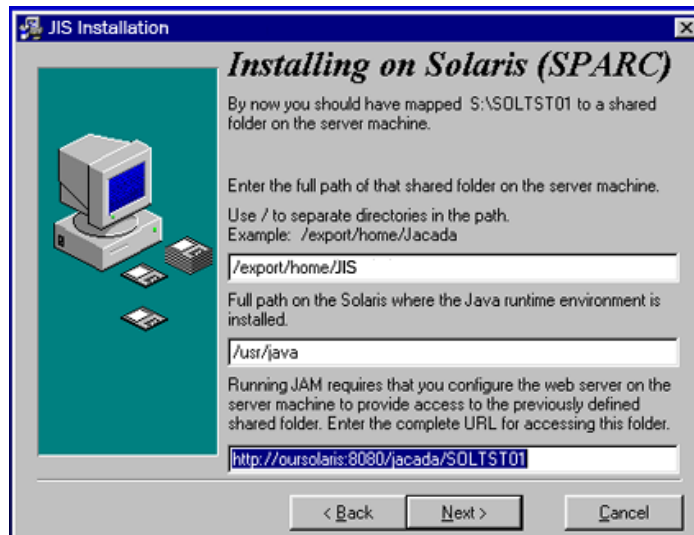 JIS Installation
Installing on Solaris (SPARC)
By now you should have mapped S:\SOLTST01 to a shared
folder on the server machine.
Enter the full path of that shared folder on the server machine.
Use / to separate directories in the path.
Example: /export/home/Jacada
/export/home/JIS
Full path on the Solaris where the Java runtime environment is
installed.
/usr/java
Running JAM requires that you configure the web server on the
server machine to provide access to the previously defined
shared folder. Enter the complete URL for accessing this folder.
http://oursolaris:8080/jacada/SOLTST01
< Back Next > Cancel